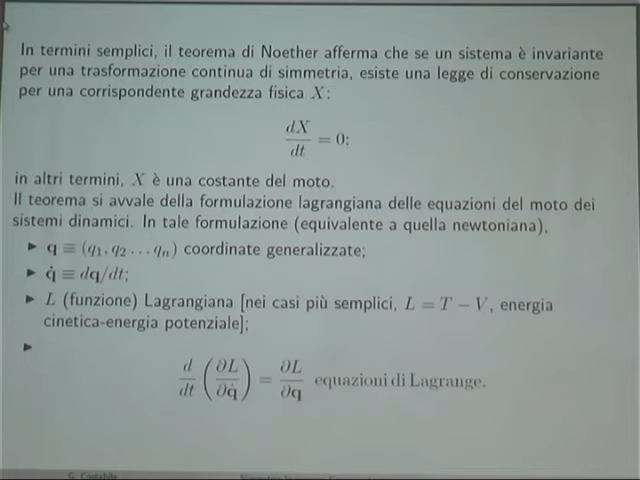 In termini semplici, il teorema di Noether afferma che se un sistema è invariante
per una trasformazione continua di simmetria, esiste una legge di conservazione
per una corrispondente grandezza fisica X:
dX/dt = 0;
in altri termini, X è una costante del moto.
Il teorema si avvale della formulazione lagrangiana delle equazioni del moto dei
sistemi dinamici. In tale formulazione (equivalente a quella newtoniana),
▶ q ≡ (q₁, q₂ … qₙ) coordinate generalizzate;
▶ q̇ ≡ dq/dt;
▶ L (funzione) Lagrangiana [nei casi più semplici, L = T − V, energia
cinetica-energia potenziale];
▶
d/dt (∂L/∂q̇) = ∂L/∂q equazioni di Lagrange.